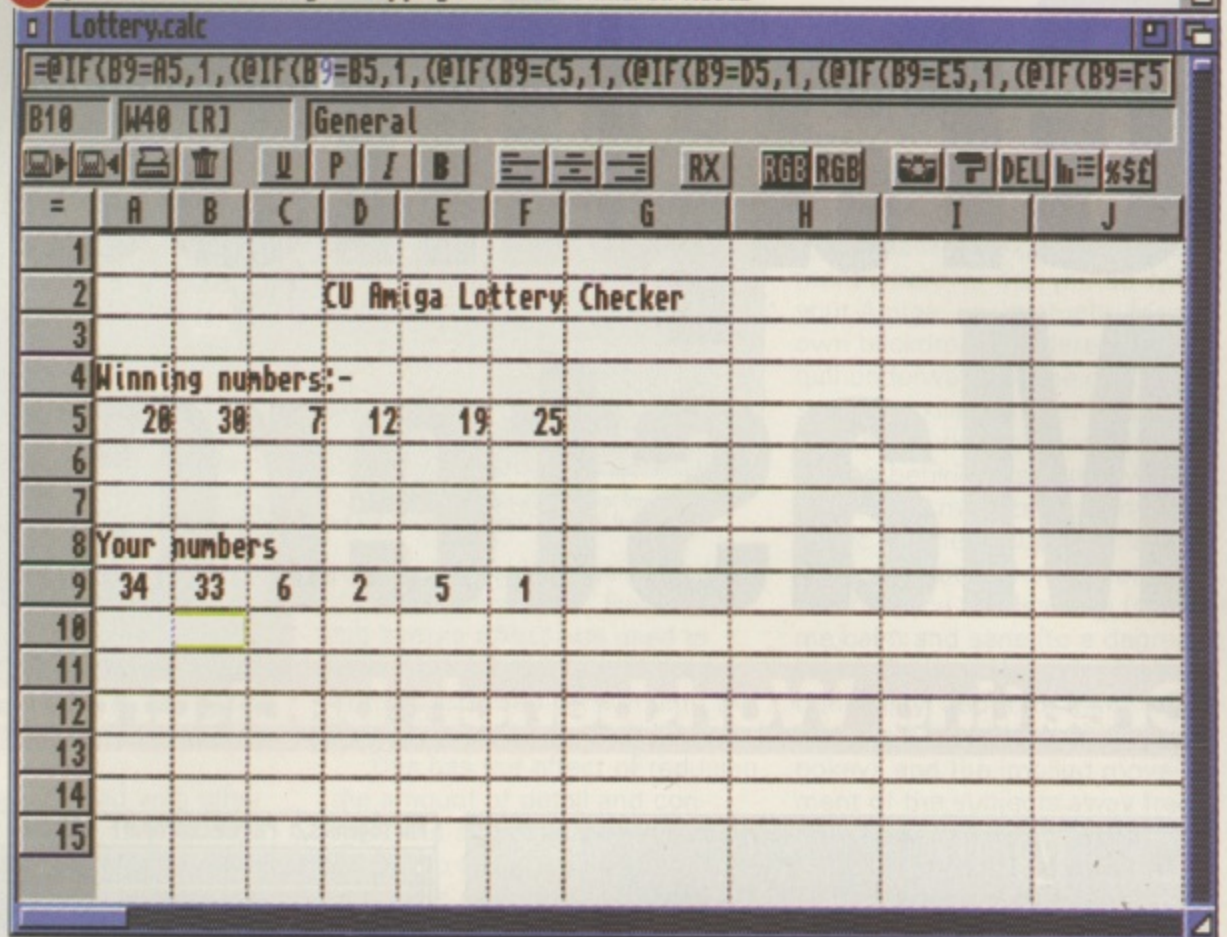 Lottery.calc
=@IF(B9=A5,1,(@IF(B9=B5,1,(@IF(B9=C5,1,(@IF(B9=D5,1,(@IF(B9=E5,1,(@IF(B9=F5
B10 W40 [R] General
U P I B RX RGB RGB DEL %$£
= A B C D E F G H I J
1
2 CU Amiga Lottery Checker
3
4 Winning numbers:-
5 20 30 7 12 19 25
6
7
8 Your numbers
9 34 33 6 2 5 1
10
11
12
13
14
15